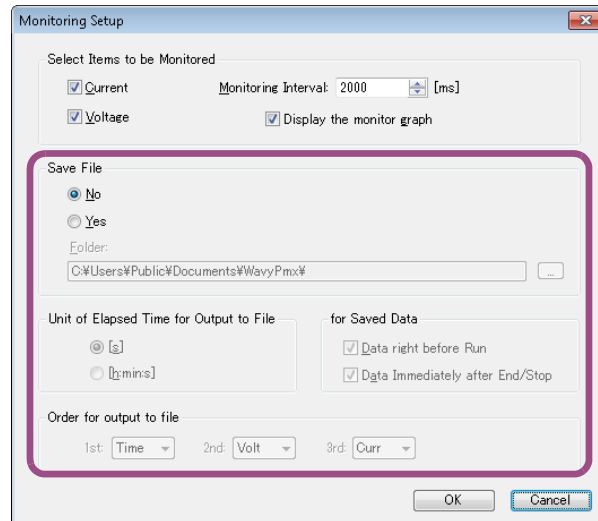 Monitoring Setup
Select Items to be Monitored
Current Monitoring Interval: 2000 [ms]
Voltage Display the monitor graph
Save File
No
Yes
Folder:
C:¥Users¥Public¥Documents¥WavyPmx¥ ...
Unit of Elapsed Time for Output to File for Saved Data
[s] Data right before Run
[h:min:s] Data Immediately after End/Stop
Order for output to file
1st: Time 2nd: Volt 3rd: Curr
OK Cancel